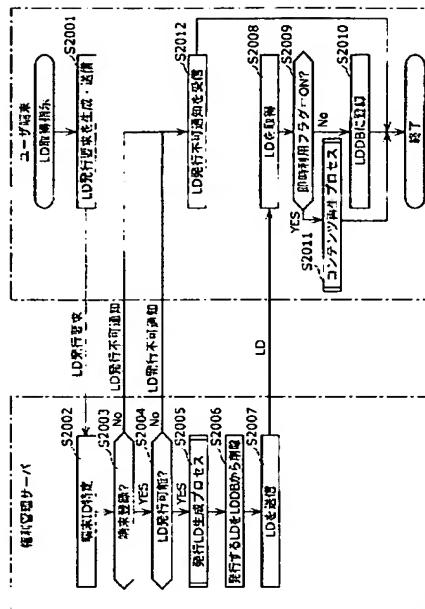 ユーザ端末
LD取得指示
S2001
LD発行要求を生成・送信
LD発行要求
権利管理サーバ
S2002
端末ID特定
S2003
端末登録?
No
LD発行不可通知
YES
S2004
LD発行可能?
No
LD発行不可通知
YES
S2005
発行LD生成プロセス
S2006
発行するLDをLDDBから削除
S2007
LDを送信
LD
S2012
LD発行不可通知を受信
S2008
LDを取得
S2009
即時利用フラグ=ON?
YES
No
S2011
コンテンツ再生プロセス
S2010
LDDBに登録
終了